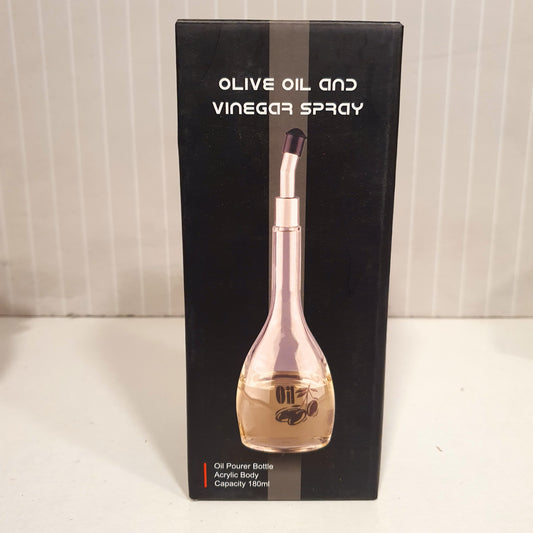 OLIVE OIL AND
VINEGAR SPRAY
Oil
Oil Pourer Bottle
Acrylic Body
Capacity 180ml